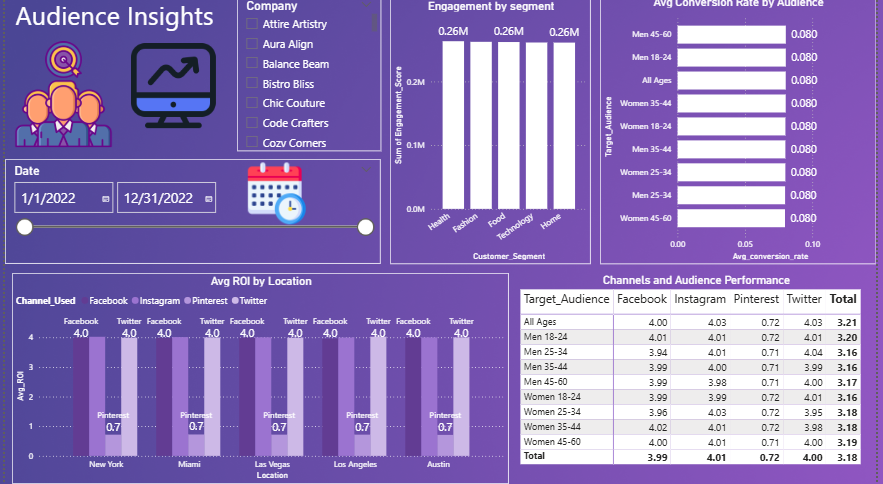 Audience Insights
Company
Attire Artistry
Aura Align
Balance Beam
Bistro Bliss
Chic Couture
Code Crafters
Cozy Corners
Date
1/1/2022 12/31/2022
Engagement by segment
Sum of Engagement_Score
0.26M 0.26M 0.26M
0.2M
0.1M
0.0M
Health Fashion Food Technology Home
Customer_Segment
Avg Conversion Rate by Audience
Target_Audience
Men 45-60 0.080
Men 18-24 0.080
All Ages 0.080
Women 35-44 0.080
Women 18-24 0.080
Men 35-44 0.080
Women 25-34 0.080
Men 25-34 0.080
Women 45-60 0.080
0.00 0.05 0.10
Avg_conversion_rate
Avg ROI by Location
Channel_Used Facebook Instagram Pinterest Twitter
Avg_ROI
Facebook Twitter Facebook Twitter Facebook Twitter Facebook Twitter Facebook Twitter
4.0 4.0 4.0 4.0 4.0 4.0 4.0 4.0 4.0 4.0
4
3
2
Pinterest Pinterest Pinterest Pinterest Pinterest
0.7 0.7 0.7 0.7 0.7
1
0
New York Miami Las Vegas Los Angeles Austin
Location
Channels and Audience Performance
Target_Audience Facebook Instagram Pinterest Twitter Total
All Ages 4.00 4.03 0.72 4.03 3.21
Men 18-24 4.01 4.01 0.72 4.01 3.20
Men 25-34 3.94 4.01 0.71 4.04 3.16
Men 35-44 3.99 4.00 0.71 3.99 3.16
Men 45-60 3.99 3.98 0.71 4.00 3.17
Women 18-24 3.99 3.99 0.72 4.01 3.16
Women 25-34 3.96 4.03 0.72 3.95 3.18
Women 35-44 4.02 4.01 0.72 3.98 3.18
Women 45-60 4.00 4.01 0.71 4.00 3.19
Total 3.99 4.01 0.72 4.00 3.18